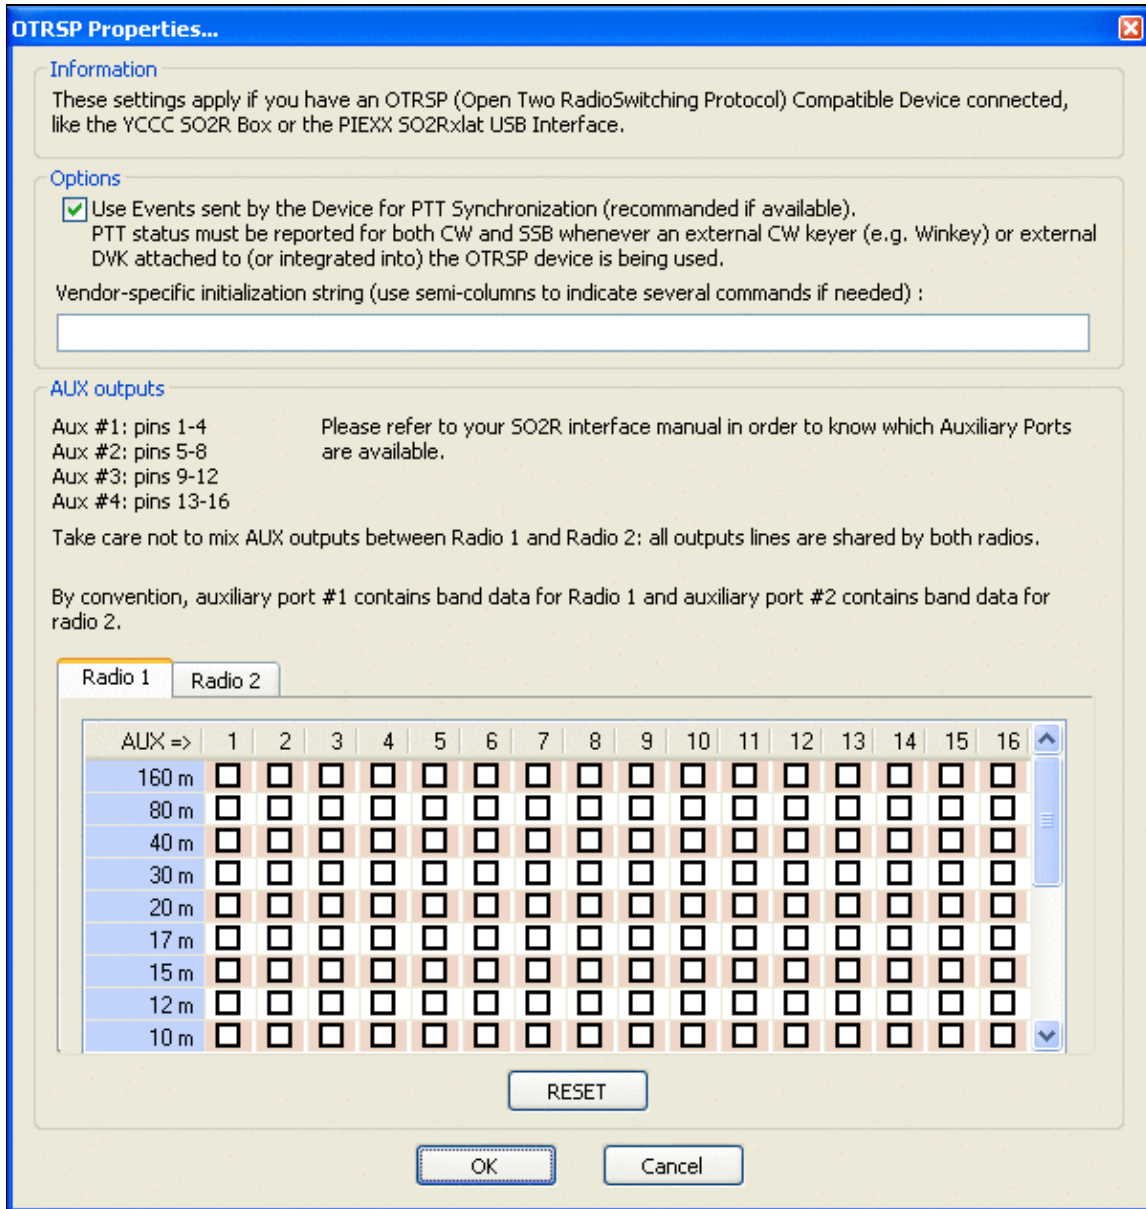 OTRSP Properties...
Information
These settings apply if you have an OTRSP (Open Two RadioSwitching Protocol) Compatible Device connected,
like the YCCC SO2R Box or the PIEXX SO2Rxlat USB Interface.
Options
Use Events sent by the Device for PTT Synchronization (recommanded if available).
PTT status must be reported for both CW and SSB whenever an external CW keyer (e.g. Winkey) or external
DVK attached to (or integrated into) the OTRSP device is being used.
Vendor-specific initialization string (use semi-columns to indicate several commands if needed) :
AUX outputs
Aux #1: pins 1-4
Aux #2: pins 5-8
Aux #3: pins 9-12
Aux #4: pins 13-16
Please refer to your SO2R interface manual in order to know which Auxiliary Ports
are available.
Take care not to mix AUX outputs between Radio 1 and Radio 2: all outputs lines are shared by both radios.
By convention, auxiliary port #1 contains band data for Radio 1 and auxiliary port #2 contains band data for
radio 2.
Radio 1 Radio 2
AUX => 1 2 3 4 5 6 7 8 9 10 11 12 13 14 15 16
160 m
80 m
40 m
30 m
20 m
17 m
15 m
12 m
10 m
RESET
OK Cancel